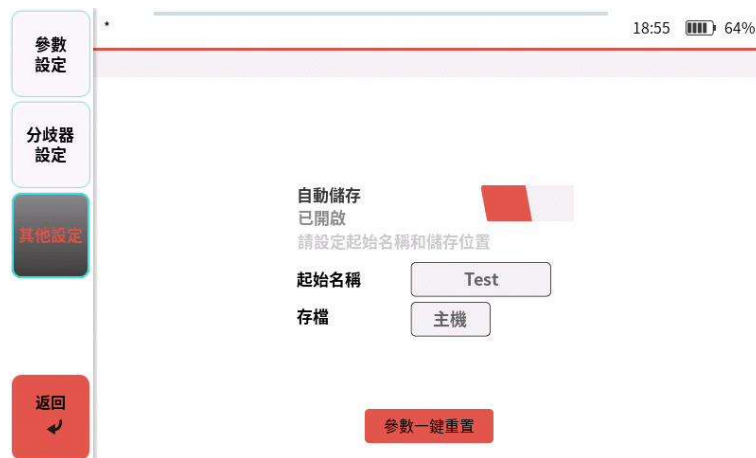 *
18:55
64%
參數
設定
分歧器
設定
其他設定
返回
自動儲存
已開啟
請設定起始名稱和儲存位置
起始名稱
Test
存檔
主機
參數一鍵重置